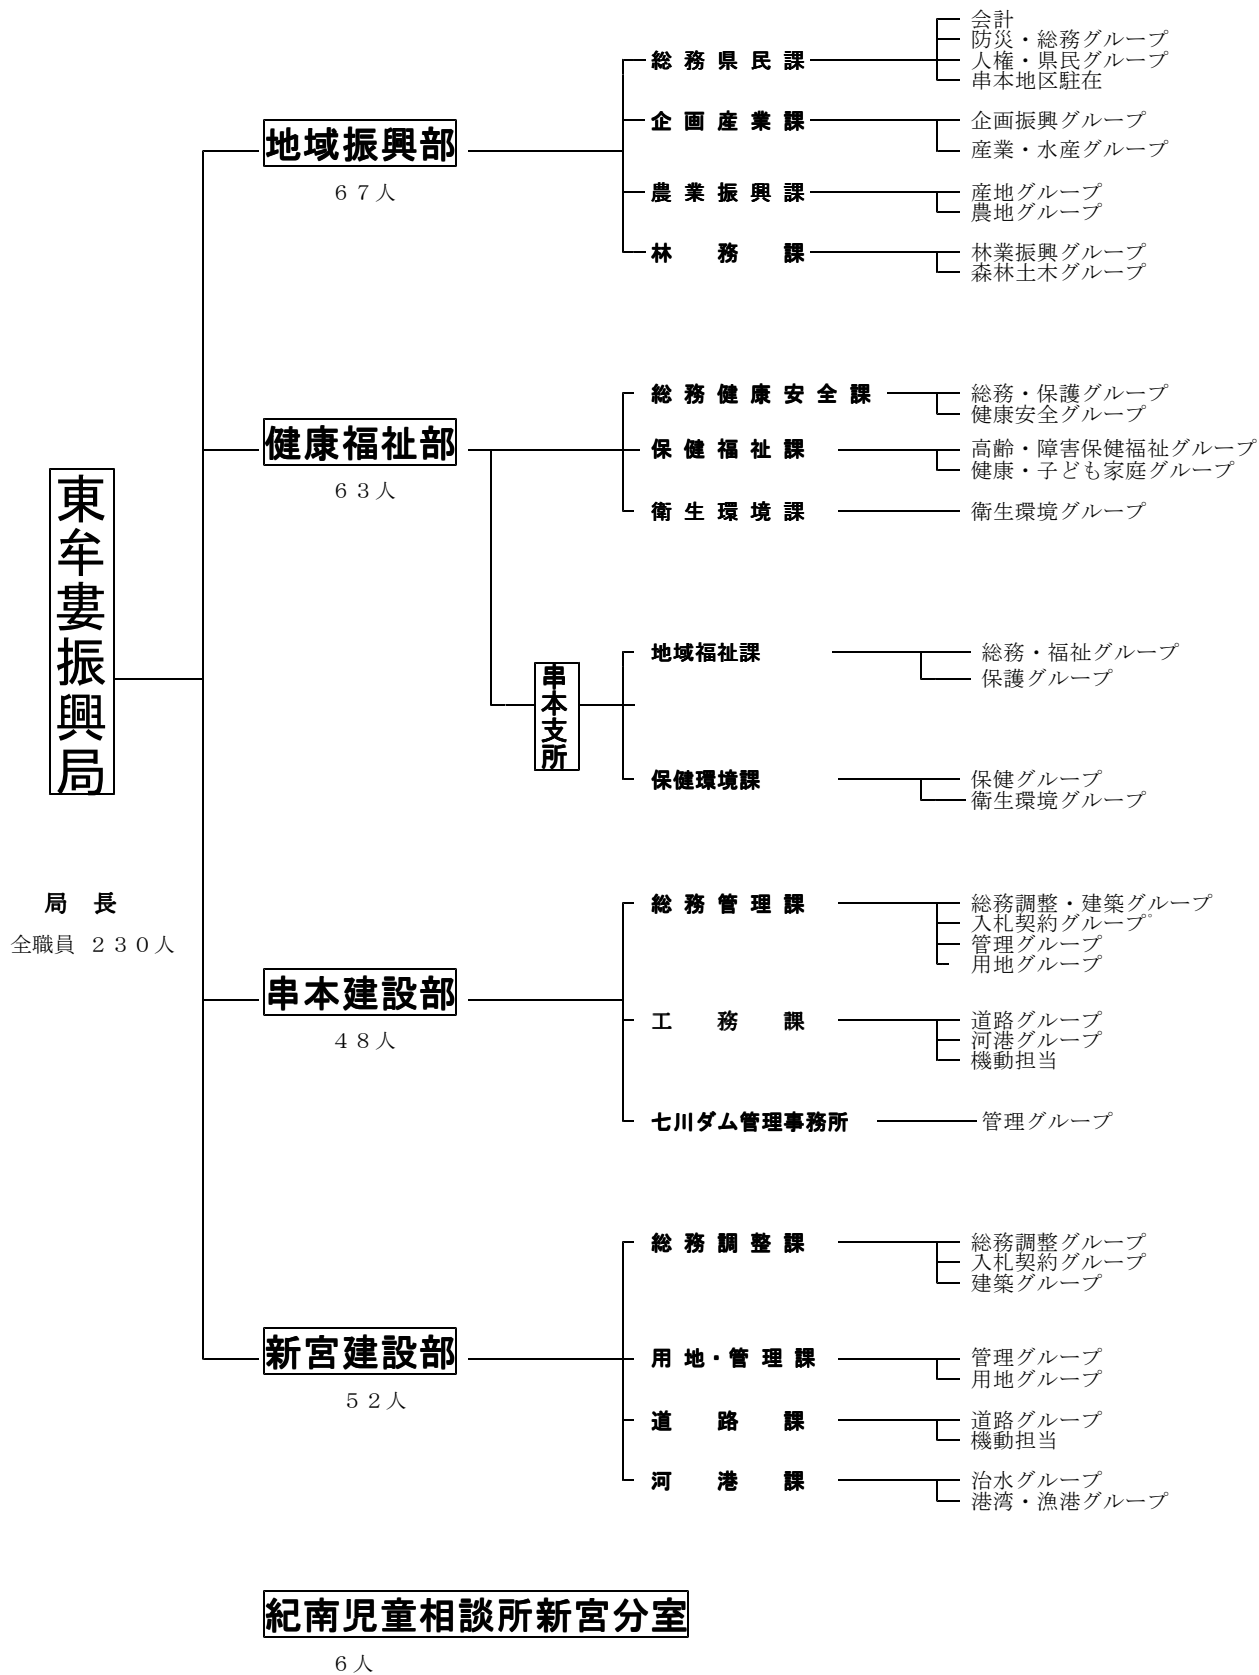 東牟婁振興局
局　長
全職員　２３０人
地域振興部
６７人
総務県民課
会計
防災・総務グループ
人権・県民グループ
串本地区駐在
企画産業課
企画振興グループ
産業・水産グループ
農業振興課
産地グループ
農地グループ
林務課
林業振興グループ
森林土木グループ
健康福祉部
６３人
総務健康安全課
総務・保護グループ
健康安全グループ
保健福祉課
高齢・障害保健福祉グループ
健康・子ども家庭グループ
衛生環境課
衛生環境グループ
串本支所
地域福祉課
総務・福祉グループ
保護グループ
保健環境課
保健グループ
衛生環境グループ
串本建設部
４８人
総務管理課
総務調整・建築グループ
入札契約グループ
管理グループ
用地グループ
工務課
道路グループ
河港グループ
機動担当
七川ダム管理事務所
管理グループ
新宮建設部
５２人
総務調整課
総務調整グループ
入札契約グループ
建築グループ
用地・管理課
管理グループ
用地グループ
道路課
道路グループ
機動担当
河港課
治水グループ
港湾・漁港グループ
紀南児童相談所新宮分室
６人